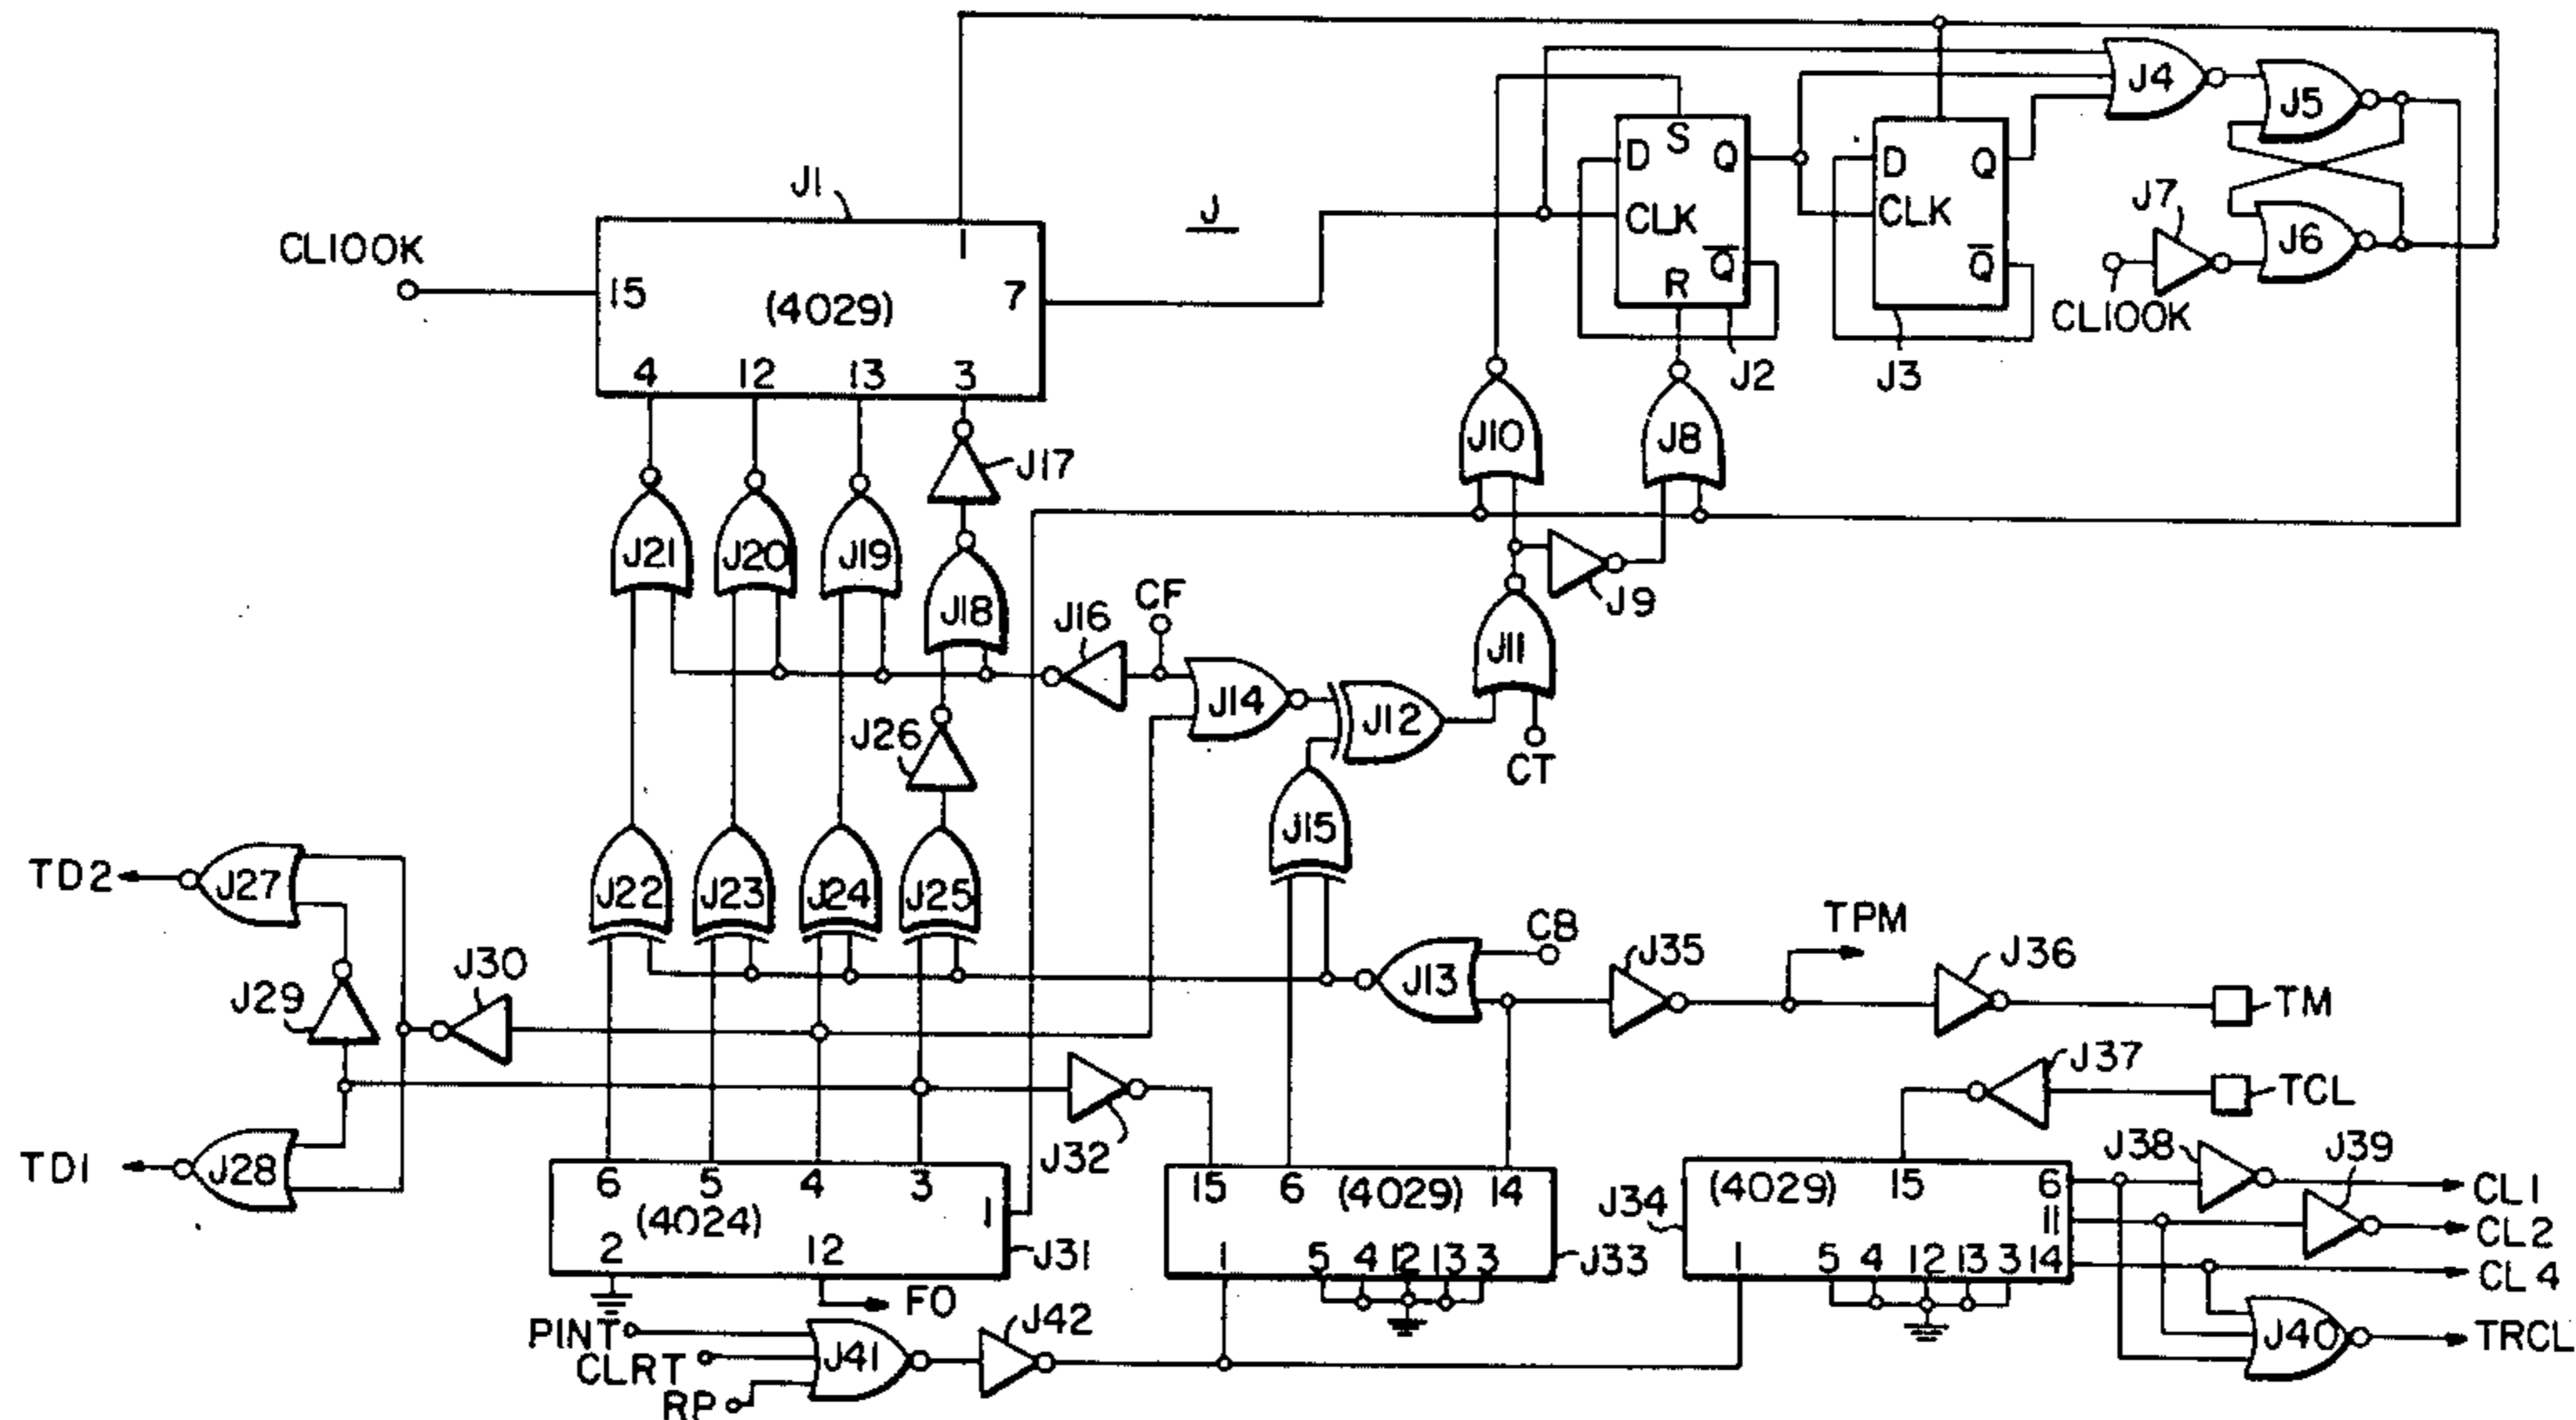 J4
J5
S
D
Q
D
Q
J7
J1
J
CLK
CLK
J6
CL100K
1
Q
Q
15
(4029)
7
R
CL100K
4
12
13
3
J2
J3
J10
J8
J17
J21
J20
J19
J18
J9
J16
CF
J11
J14
J12
J26
CT
J15
TD2
J27
J22
J23
J24
J25
CB
TPM
J13
J35
J36
J30
J29
TM
J37
TCL
J32
TD1
J28
J38
J39
6
5
4
3
15
6
(4029)
14
J34
(4029)
15
6
CL1
(4024)
1
11
CL2
2
12
J31
1
5
4
12
13
3
J33
1
5
4
12
13
3
14
CL4
FO
PINT
J42
J41
J40
TRCL
CLRT
RP